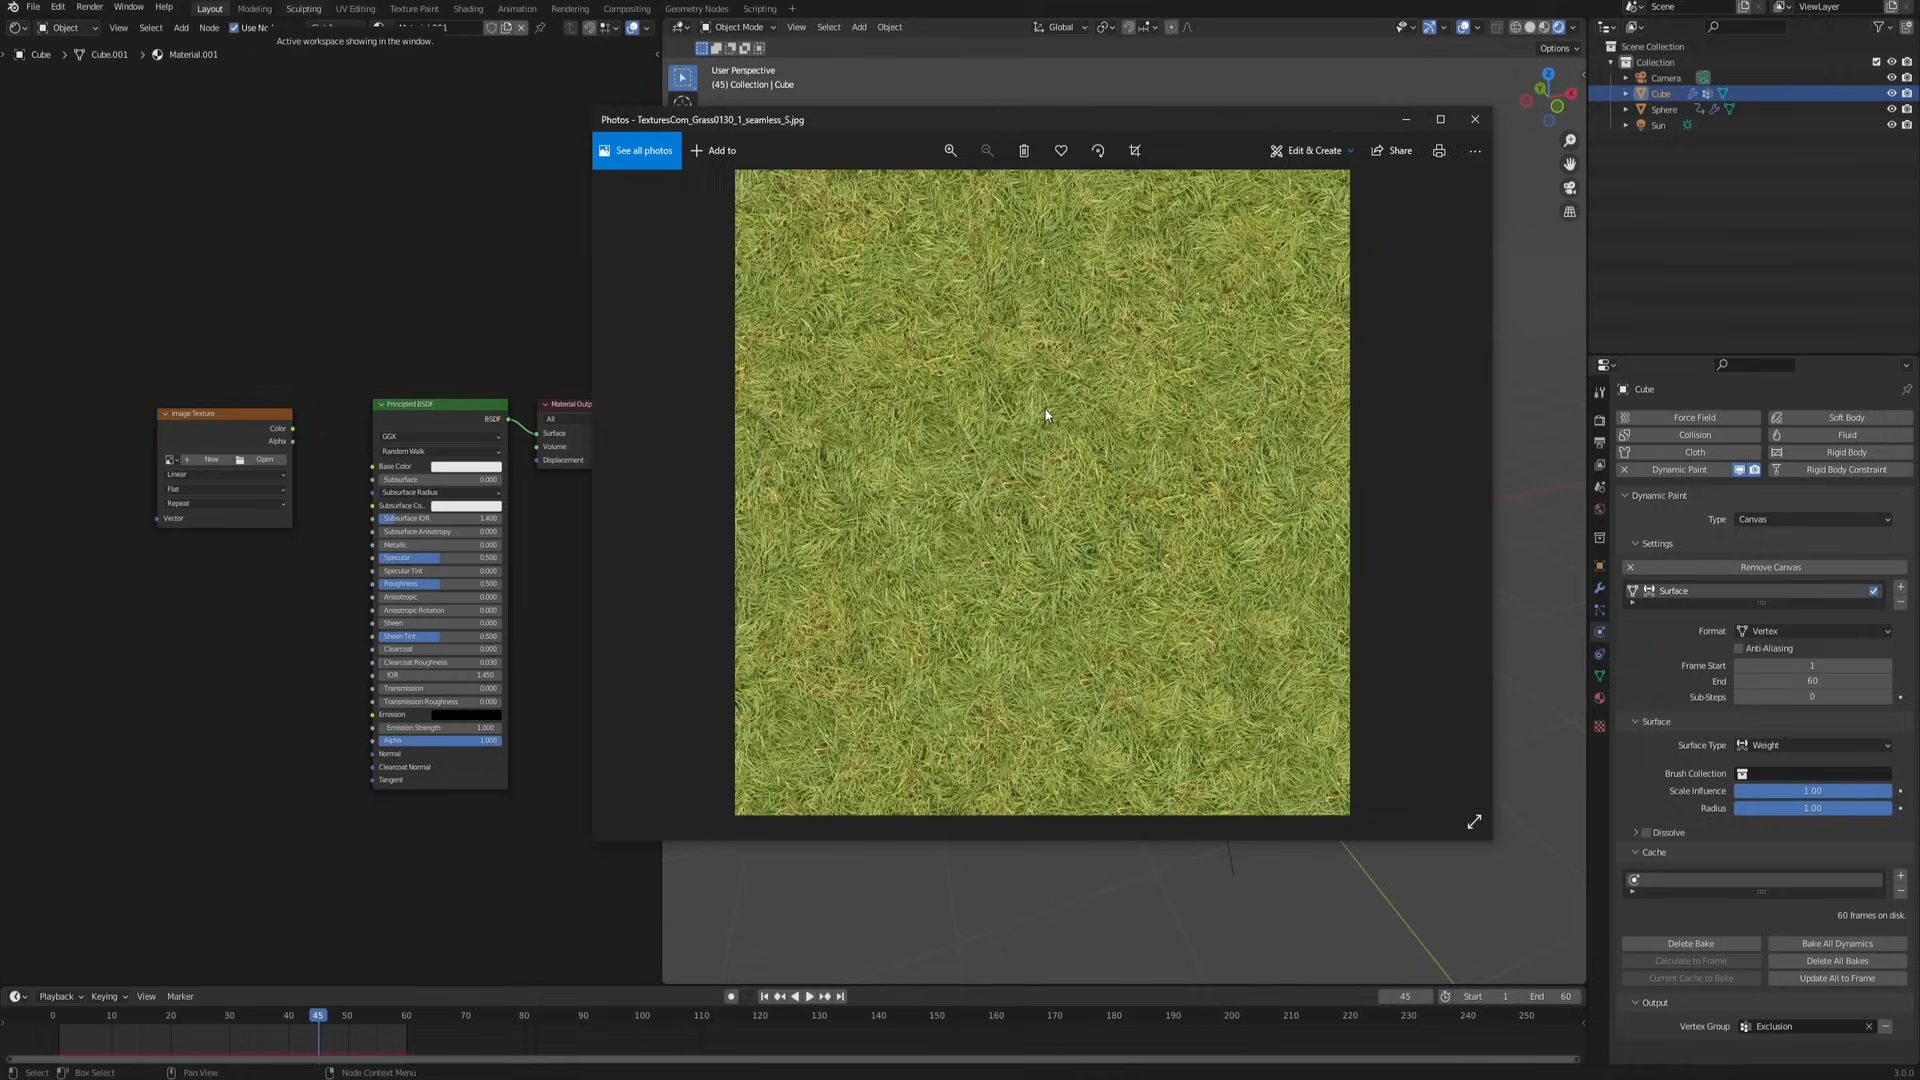 File Edit Render Window Help Layout Modeling Sculpting UV Editing Texture Paint Shading Animation Rendering Compositing Geometry Nodes Scripting +
Scene ViewLayer
Object View Select Add Node Use No
Object Mode View Select Add Object Global
Active workspace showing in the window.
Options
Cube > Cube.001 > Material.001
User Perspective
(45) Collection | Cube
Scene Collection
Collection
Camera
Cube
Sphere
Sun
Photos - TexturesCom_Grass0130_1_seamless_S.jpg
See all photos
Add to
Edit & Create
Share
Image Texture
Color
Alpha
New
Open
Linear
Flat
Repeat
Vector
Principled BSDF
BSDF
GGX
Random Walk
Base Color
Subsurface 0.000
Subsurface Radius
Subsurface Co...
Subsurface IOR 1.400
Subsurface Anisotropy 0.000
Metallic 0.000
Specular 0.500
Specular Tint 0.000
Roughness 0.500
Anisotropic 0.000
Anisotropic Rotation 0.000
Sheen 0.000
Sheen Tint 0.500
Clearcoat 0.000
Clearcoat Roughness 0.030
IOR 1.450
Transmission 0.000
Transmission Roughness 0.000
Emission
Emission Strength 1.000
Alpha 1.000
Normal
Clearcoat Normal
Tangent
Material Outp
All
Surface
Volume
Displacement
Cube
Force Field Soft Body
Collision Fluid
Cloth Rigid Body
Dynamic Paint Rigid Body Constraint
Dynamic Paint
Type Canvas
Settings
Remove Canvas
Surface
Format Vertex
Anti-Aliasing
Frame Start 1
End 60
Sub-Steps 0
Surface
Surface Type Weight
Brush Collection
Scale Influence 1.00
Radius 1.00
Dissolve
Cache
60 frames on disk.
Delete Bake Bake All Dynamics
Calculate to Frame Delete All Bakes
Current Cache to Bake Update All to Frame
Output
Vertex Group Exclusion
Playback Keying View Marker
45 Start 1 End 60
0 10 20 30 40 45 50 60 70 80 90 100 110 120 130 140 150 160 170 180 190 200 210 220 230 240 250
Select Box Select Pan View Node Context Menu 3.0.0